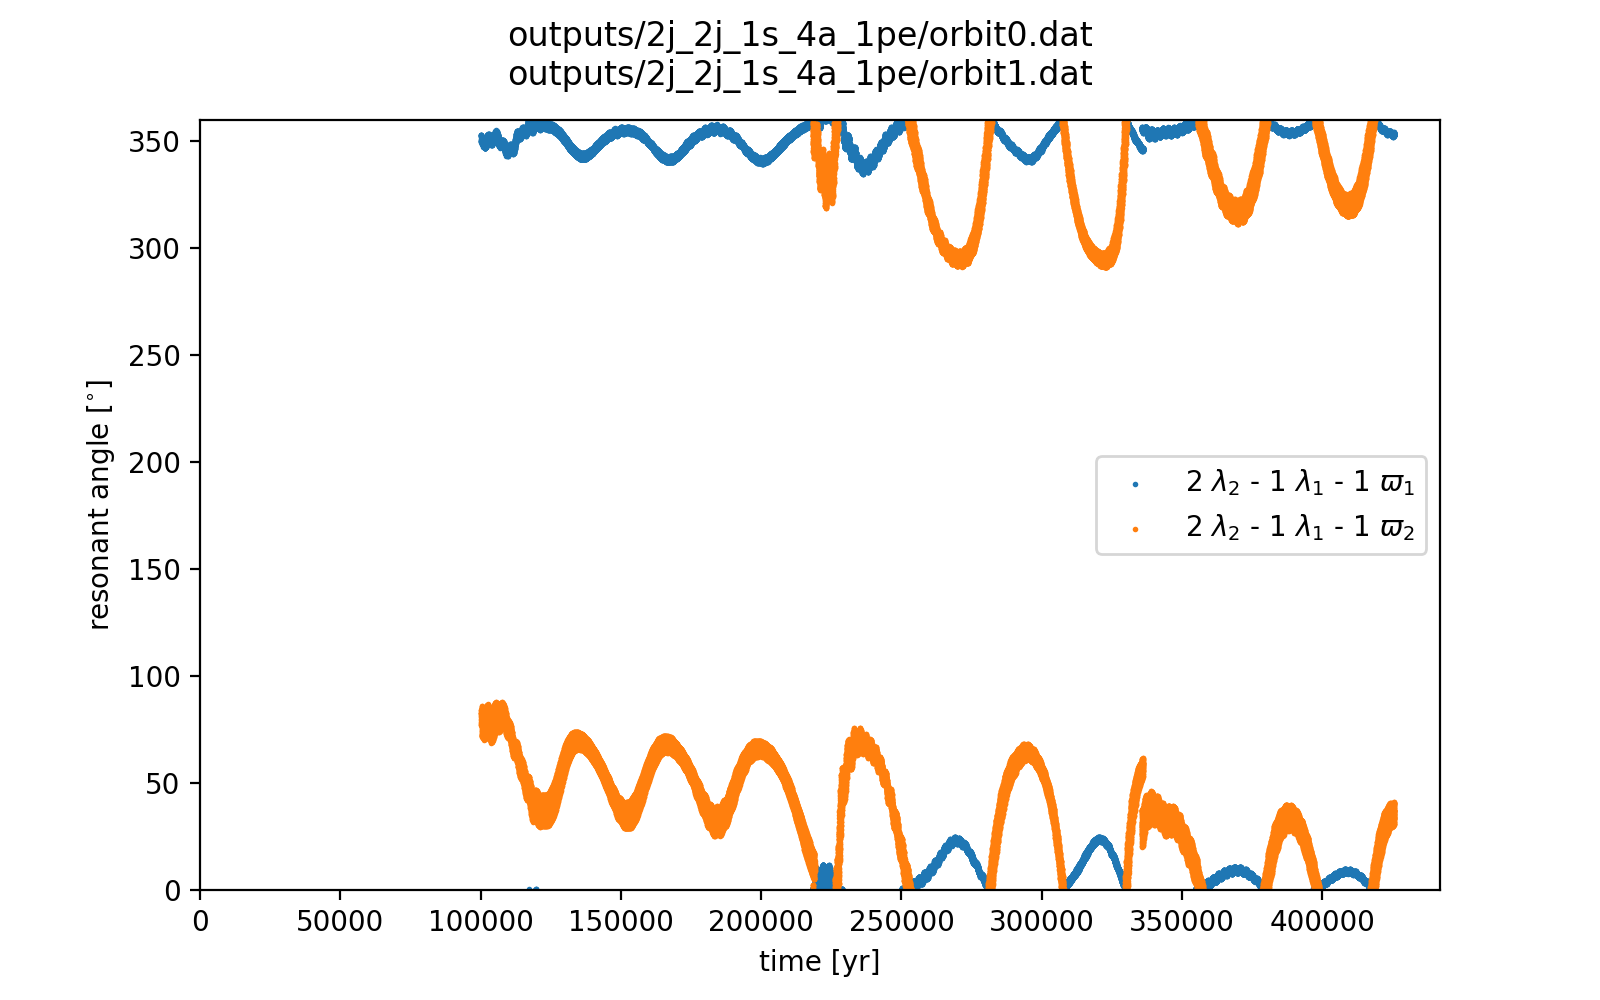 outputs/2j_2j_1s_4a_1pe/orbit0.dat
outputs/2j_2j_1s_4a_1pe/orbit1.dat
350
300
250
200
150
100
50
0
resonant angle [°]
2 λ₂ - 1 λ₁ - 1 ϖ₁
2 λ₂ - 1 λ₁ - 1 ϖ₂
0 50000 100000 150000 200000 250000 300000 350000 400000
time [yr]